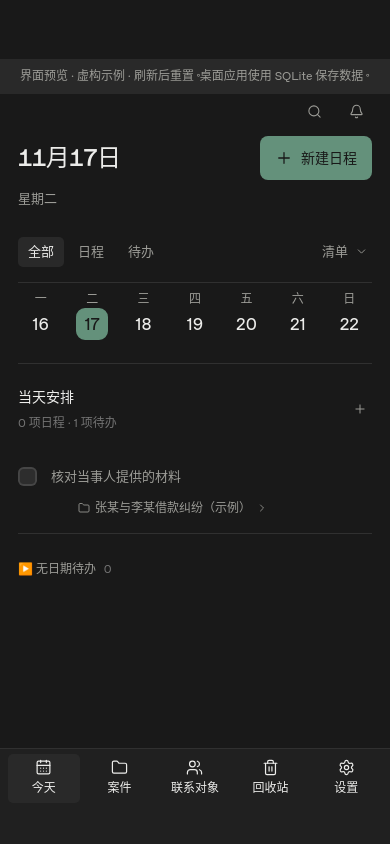 界面预览 · 虚构示例 · 刷新后重置。桌面应用使用 SQLite 保存数据。
11月17日
新建日程
星期二
全部 日程 待办 清单
一 二 三 四 五 六 日
16 17 18 19 20 21 22
当天安排
0 项日程 · 1 项待办
核对当事人提供的材料
张某与李某借款纠纷（示例）
无日期待办 0
今天 案件 联系对象 回收站 设置